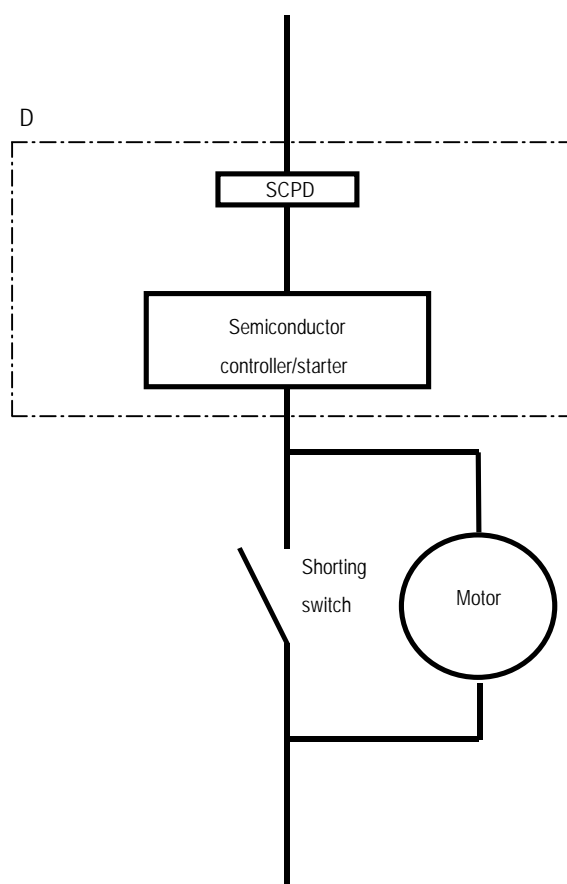 D
SCPD
Semiconductor
controller/starter
Shorting
switch
Motor